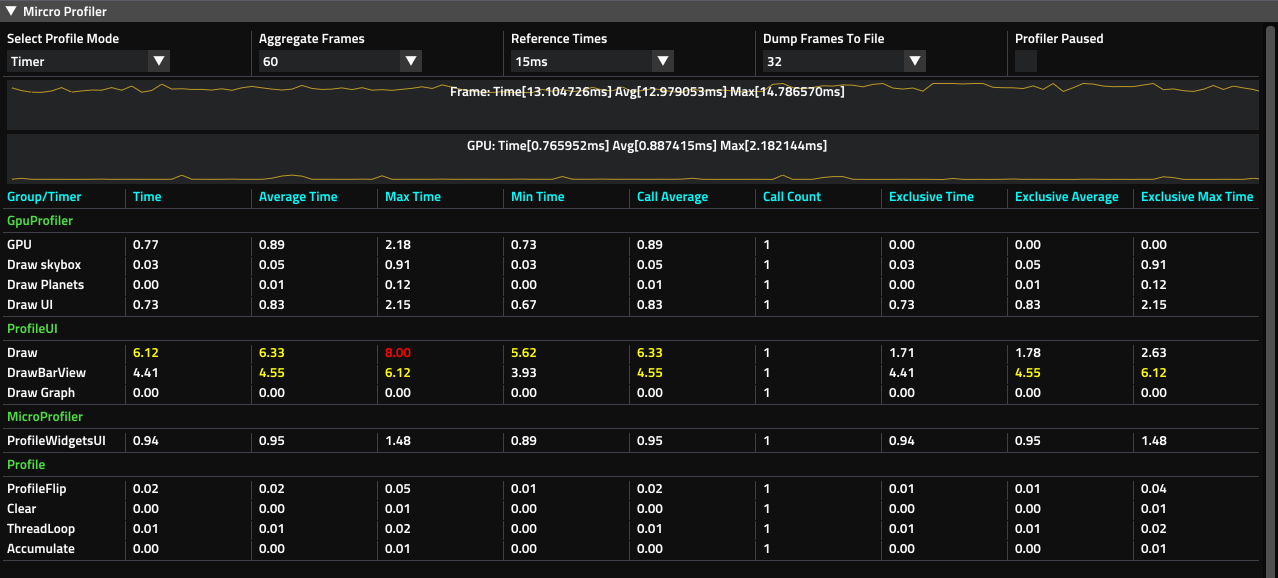 Mircro Profiler
Select Profile Mode Aggregate Frames Reference Times Dump Frames To File Profiler Paused
Timer 60 15ms 32
Frame: Time[13.104726ms] Avg[12.979053ms] Max[14.786570ms]
GPU: Time[0.765952ms] Avg[0.887415ms] Max[2.182144ms]
Group/Timer Time Average Time Max Time Min Time Call Average Call Count Exclusive Time Exclusive Average Exclusive Max Time
GpuProfiler
GPU 0.77 0.89 2.18 0.73 0.89 1 0.00 0.00 0.00
Draw skybox 0.03 0.05 0.91 0.03 0.05 1 0.03 0.05 0.91
Draw Planets 0.00 0.01 0.12 0.00 0.01 1 0.00 0.01 0.12
Draw UI 0.73 0.83 2.15 0.67 0.83 1 0.73 0.83 2.15
ProfileUI
Draw 6.12 6.33 8.00 5.62 6.33 1 1.71 1.78 2.63
DrawBarView 4.41 4.55 6.12 3.93 4.55 1 4.41 4.55 6.12
Draw Graph 0.00 0.00 0.00 0.00 0.00 1 0.00 0.00 0.00
MicroProfiler
ProfileWidgetsUI 0.94 0.95 1.48 0.89 0.95 1 0.94 0.95 1.48
Profile
ProfileFlip 0.02 0.02 0.05 0.01 0.02 1 0.01 0.01 0.04
Clear 0.00 0.00 0.01 0.00 0.00 1 0.00 0.00 0.01
ThreadLoop 0.01 0.01 0.02 0.00 0.01 1 0.01 0.01 0.02
Accumulate 0.00 0.00 0.01 0.00 0.00 1 0.00 0.00 0.01